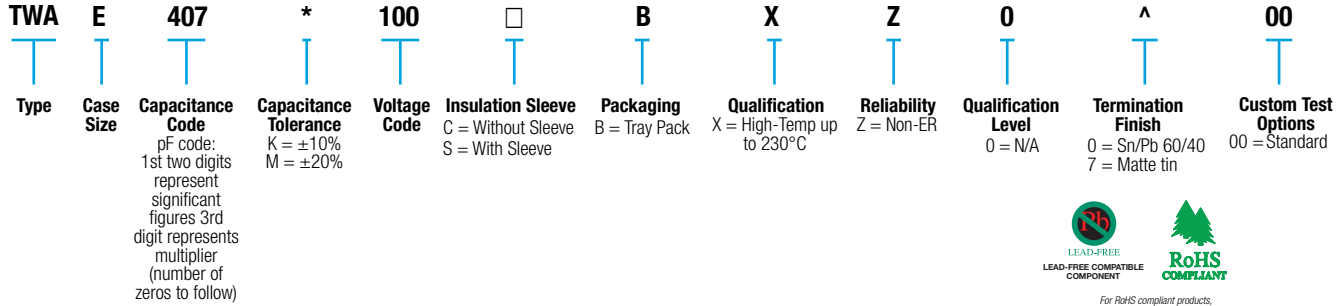 TWA E 407 * 100 □ B X Z 0 ^ 00
Type
Case
Size
Capacitance
Code
pF code:
1st two digits
represent
significant
figures 3rd
digit represents
multiplier
(number of
zeros to follow)
Capacitance
Tolerance
K = ±10%
M = ±20%
Voltage
Code
Insulation Sleeve
C = Without Sleeve
S = With Sleeve
Packaging
B = Tray Pack
Qualification
X = High-Temp up
to 230°C
Reliability
Z = Non-ER
Qualification
Level
0 = N/A
Termination
Finish
0 = Sn/Pb 60/40
7 = Matte tin
Custom Test
Options
00 = Standard
Pb
LEAD-FREE
LEAD-FREE COMPATIBLE
COMPONENT
RoHS
COMPLIANT
For RoHS compliant products,